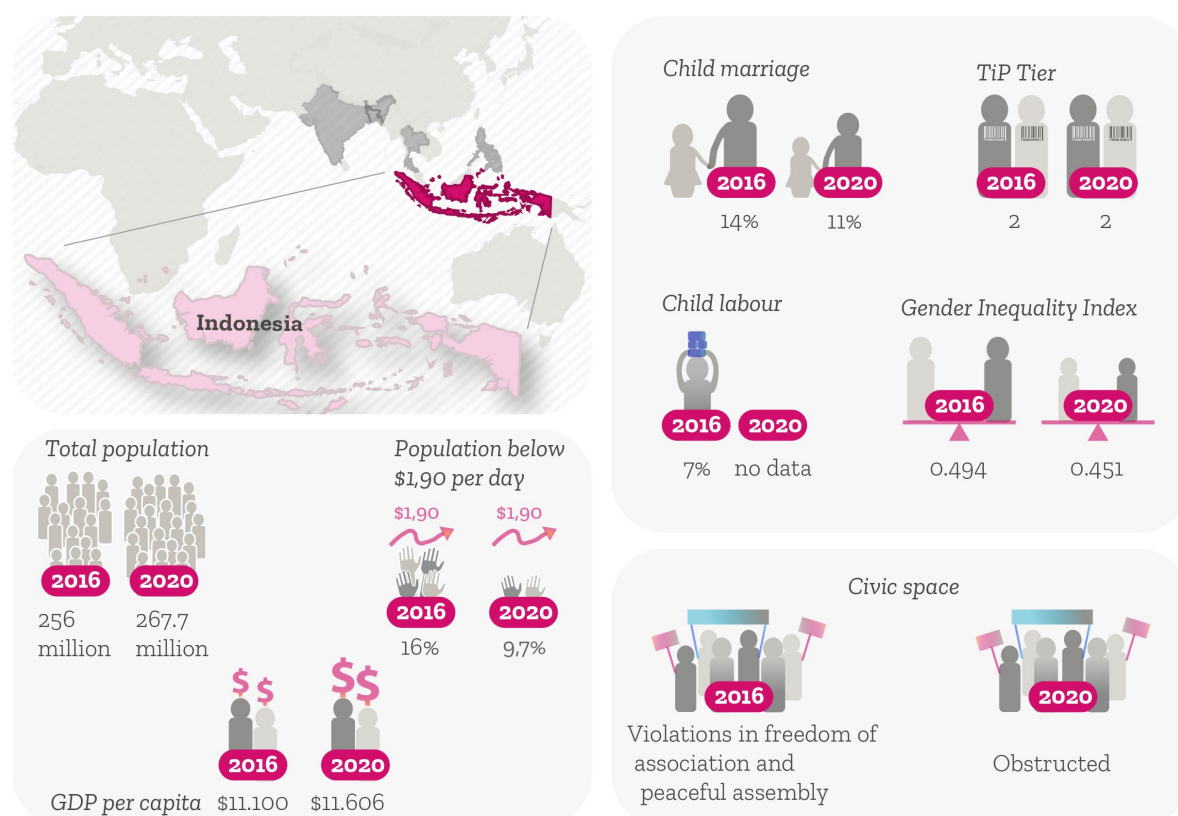 Indonesia
Total population
2016
2020
256
million
267.7
million
Population below
$1,90 per day
$1,90
$1,90
2016
2020
16%
9,7%
$ $
$ $
2016
2020
GDP per capita $11.100 $11.606
Child marriage
2016
2020
14%
11%
TiP Tier
2016
2020
2
2
Child labour
2016
2020
7%
no data
Gender Inequality Index
2016
2020
0.494
0.451
Civic space
2016
2020
Violations in freedom of
association and
peaceful assembly
Obstructed